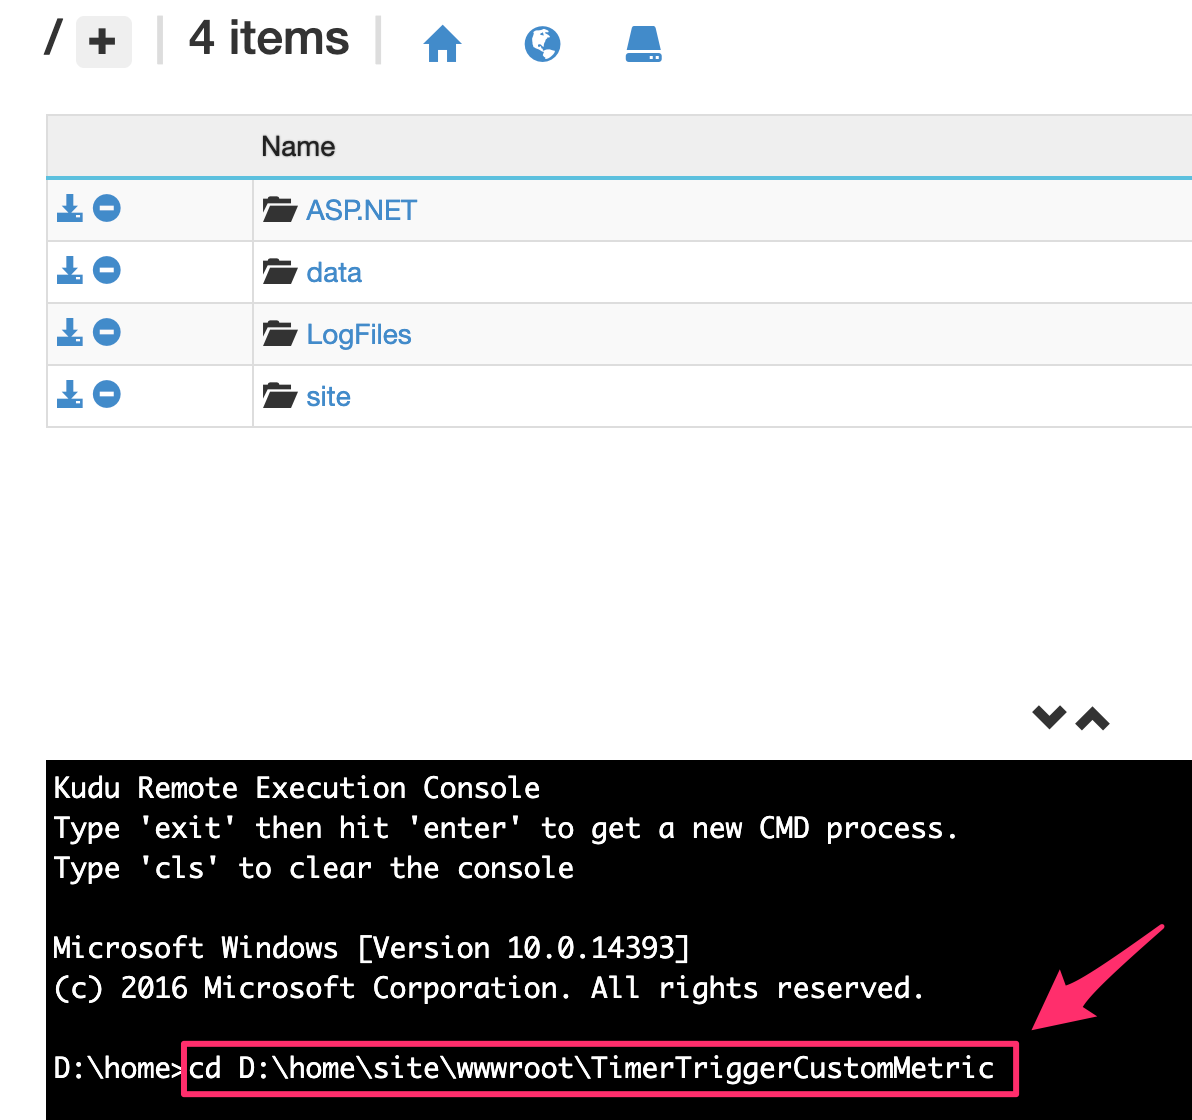 / + | 4 items |
Name
ASP.NET
data
LogFiles
site
Kudu Remote Execution Console
Type 'exit' then hit 'enter' to get a new CMD process.
Type 'cls' to clear the console
Microsoft Windows [Version 10.0.14393]
(c) 2016 Microsoft Corporation. All rights reserved.
D:\home>cd D:\home\site\wwwroot\TimerTriggerCustomMetric